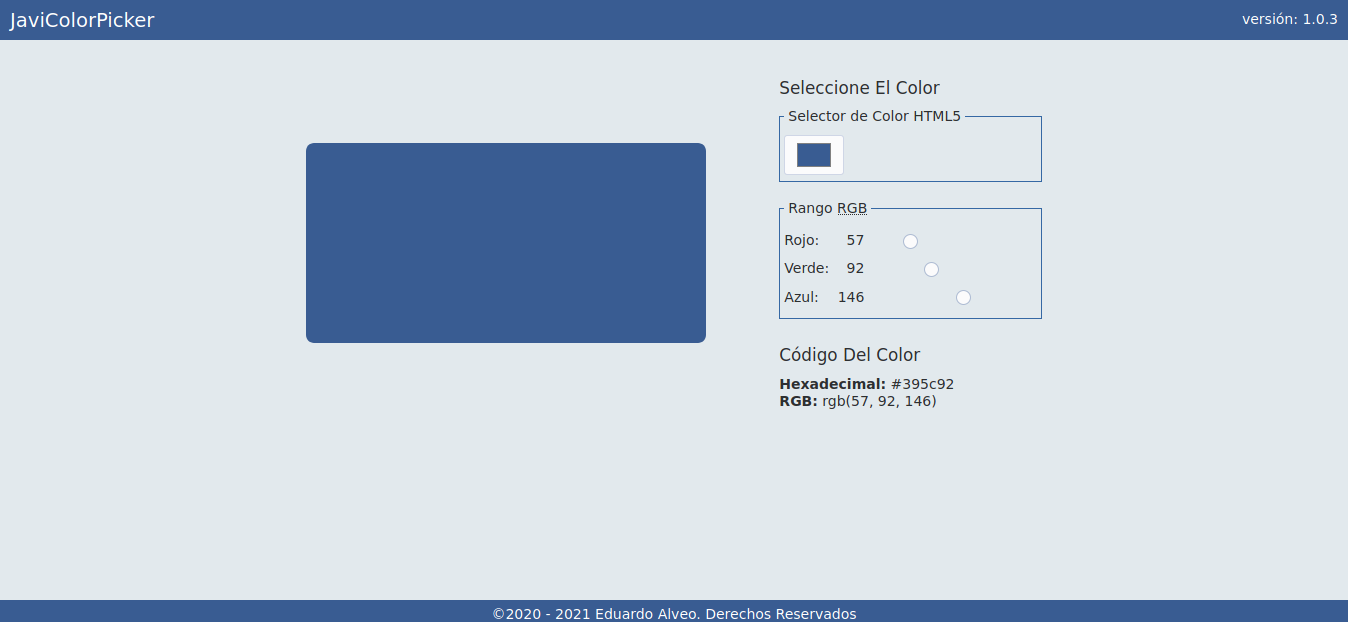 JaviColorPicker
versión: 1.0.3
Seleccione El Color
Selector de Color HTML5
Rango RGB
Rojo: 57
Verde: 92
Azul: 146
Código Del Color
Hexadecimal: #395c92
RGB: rgb(57, 92, 146)
©2020 - 2021 Eduardo Alveo. Derechos Reservados